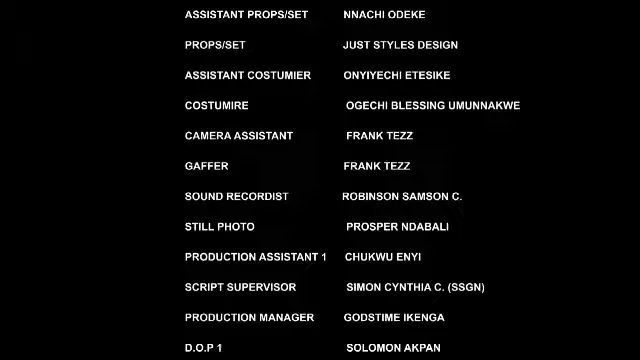 ASSISTANT PROPS/SET NNACHI ODEKE
PROPS/SET JUST STYLES DESIGN
ASSISTANT COSTUMIER ONYIYECHI ETESIKE
COSTUMIRE OGECHI BLESSING UMUNNAKWE
CAMERA ASSISTANT FRANK TEZZ
GAFFER FRANK TEZZ
SOUND RECORDIST ROBINSON SAMSON C.
STILL PHOTO PROSPER NDABALI
PRODUCTION ASSISTANT 1 CHUKWU ENYI
SCRIPT SUPERVISOR SIMON CYNTHIA C. (SSGN)
PRODUCTION MANAGER GODSTIME IKENGA
D.O.P 1 SOLOMON AKPAN